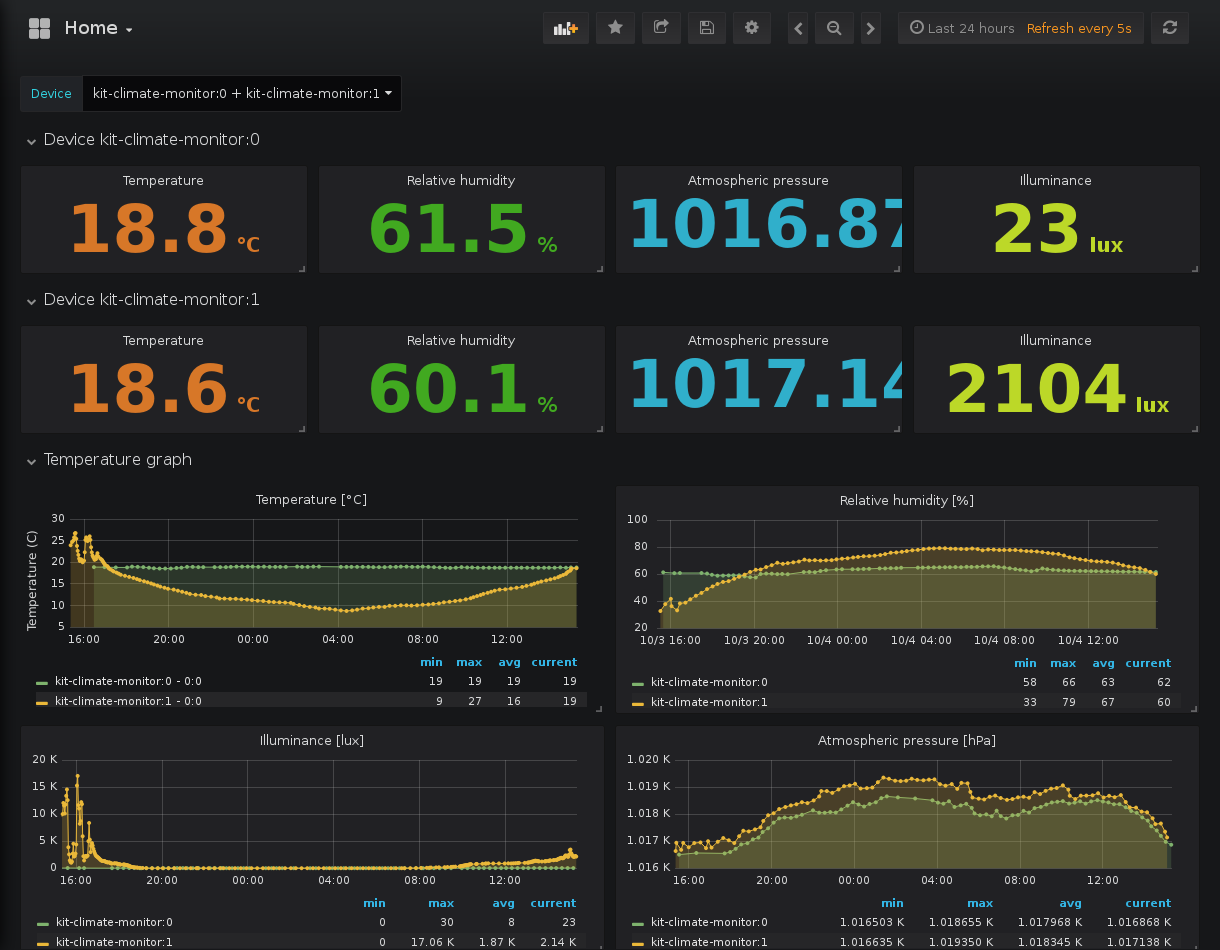 Home
Last 24 hours Refresh every 5s
Device kit-climate-monitor:0 + kit-climate-monitor:1
Device kit-climate-monitor:0
Temperature Relative humidity Atmospheric pressure Illuminance
18.8 °C 61.5 % 1016.87 23 lux
Device kit-climate-monitor:1
Temperature Relative humidity Atmospheric pressure Illuminance
18.6 °C 60.1 % 1017.14 2104 lux
Temperature graph
Temperature [°C]
Temperature (C)
30
25
20
15
10
5
16:00 20:00 00:00 04:00 08:00 12:00
min max avg current
kit-climate-monitor:0 - 0:0 19 19 19 19
kit-climate-monitor:1 - 0:0 9 27 16 19
Relative humidity [%]
100
80
60
40
20
10/3 16:00 10/3 20:00 10/4 00:00 10/4 04:00 10/4 08:00 10/4 12:00
min max avg current
kit-climate-monitor:0 58 66 63 62
kit-climate-monitor:1 33 79 67 60
Illuminance [lux]
20 K
15 K
10 K
5 K
0
16:00 20:00 00:00 04:00 08:00 12:00
min max avg current
kit-climate-monitor:0 0 30 8 23
kit-climate-monitor:1 0 17.06 K 1.87 K 2.14 K
Atmospheric pressure [hPa]
1.020 K
1.019 K
1.018 K
1.017 K
1.016 K
16:00 20:00 00:00 04:00 08:00 12:00
min max avg current
kit-climate-monitor:0 1.016503 K 1.018655 K 1.017968 K 1.016868 K
kit-climate-monitor:1 1.016635 K 1.019350 K 1.018345 K 1.017138 K